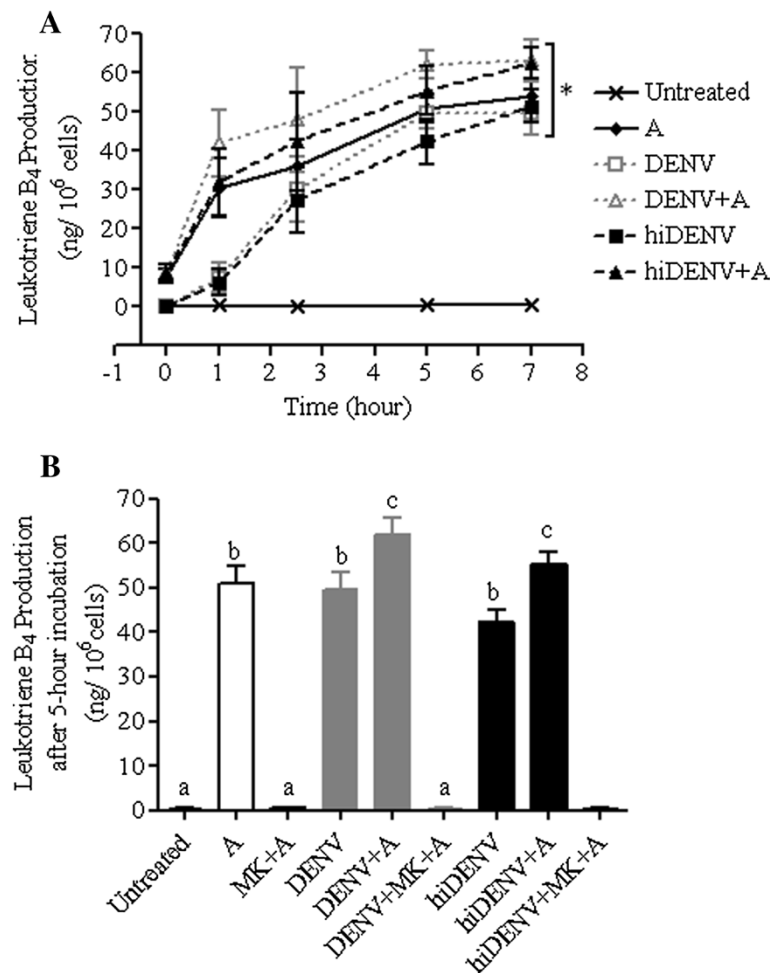 A
Leukotriene B4 Production
(ng/ 10^6 cells)
70
60
50
40
30
20
10
0
-1 0 1 2 3 4 5 6 7 8
Time (hour)
*
Untreated
A
DENV
DENV+A
hiDENV
hiDENV+A
B
Leukotriene B4 Production
after 5-hour incubation
(ng/ 10^6 cells)
70
60
50
40
30
20
10
0
a b a b c a b c
Untreated
A
MK+A
DENV
DENV+A
DENV+MK+A
hiDENV
hiDENV+A
hiDENV+MK+A